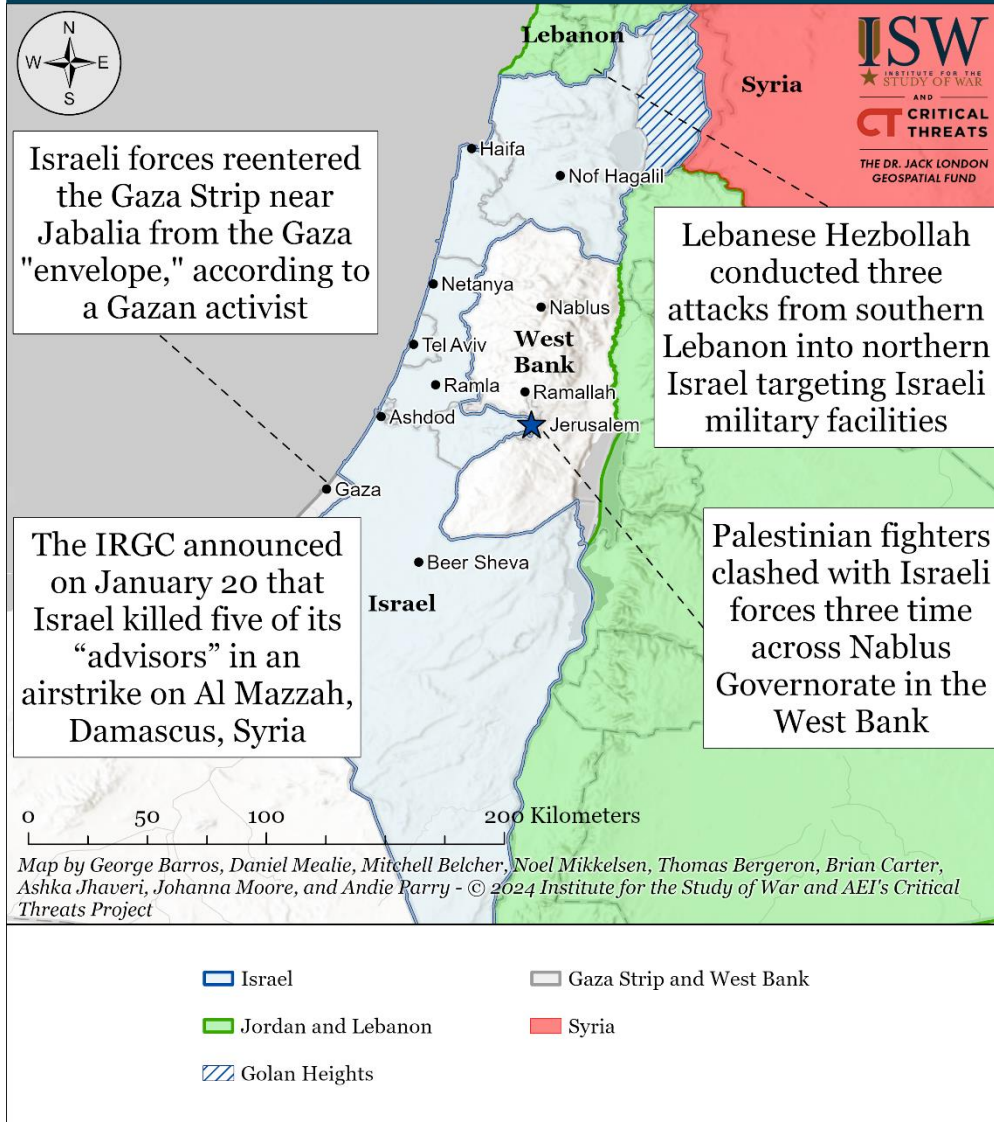 N
W
E
S
Lebanon
Syria
ISW
INSTITUTE FOR THE
STUDY OF WAR
AND
CT CRITICAL
THREATS
THE DR. JACK LONDON
GEOSPATIAL FUND
Israeli forces reentered
the Gaza Strip near
Jabalia from the Gaza
"envelope," according to
a Gazan activist
Haifa
Nof Hagalil
Lebanese Hezbollah
conducted three
attacks from southern
Lebanon into northern
Israel targeting Israeli
military facilities
Netanya
Nablus
Tel Aviv
West
Bank
Ramla
Ramallah
Ashdod
Jerusalem
Gaza
The IRGC announced
on January 20 that
Israel killed five of its
“advisors” in an
airstrike on Al Mazzah,
Damascus, Syria
Beer Sheva
Israel
Palestinian fighters
clashed with Israeli
forces three time
across Nablus
Governorate in the
West Bank
0 50 100 200 Kilometers
Map by George Barros, Daniel Mealie, Mitchell Belcher, Noel Mikkelsen, Thomas Bergeron, Brian Carter,
Ashka Jhaveri, Johanna Moore, and Andie Parry - © 2024 Institute for the Study of War and AEI's Critical
Threats Project
Israel
Gaza Strip and West Bank
Jordan and Lebanon
Syria
Golan Heights